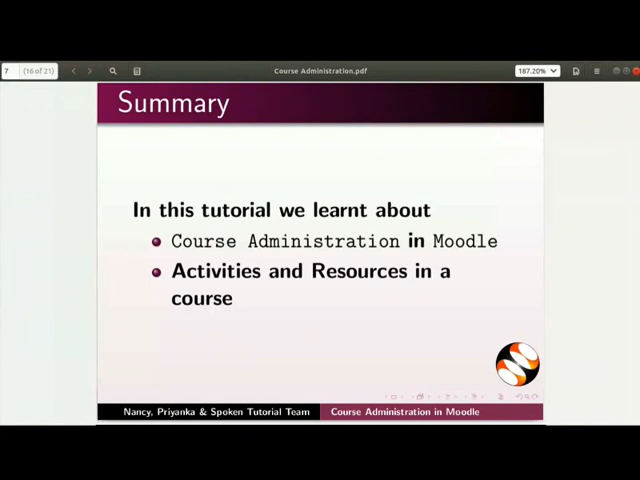 7 (16 of 21) Course Administration.pdf 187.20%
Summary
In this tutorial we learnt about
Course Administration in Moodle
Activities and Resources in a
course
Nancy, Priyanka & Spoken Tutorial Team Course Administration in Moodle